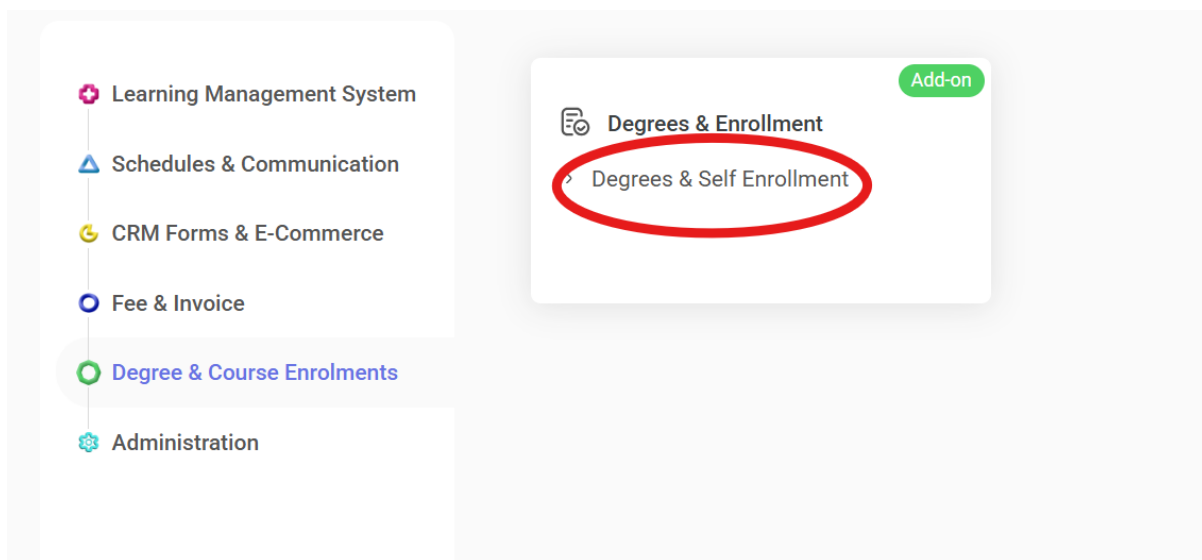 Learning Management System
Schedules & Communication
CRM Forms & E-Commerce
Fee & Invoice
Degree & Course Enrolments
Administration
Add-on
Degrees & Enrollment
Degrees & Self Enrollment